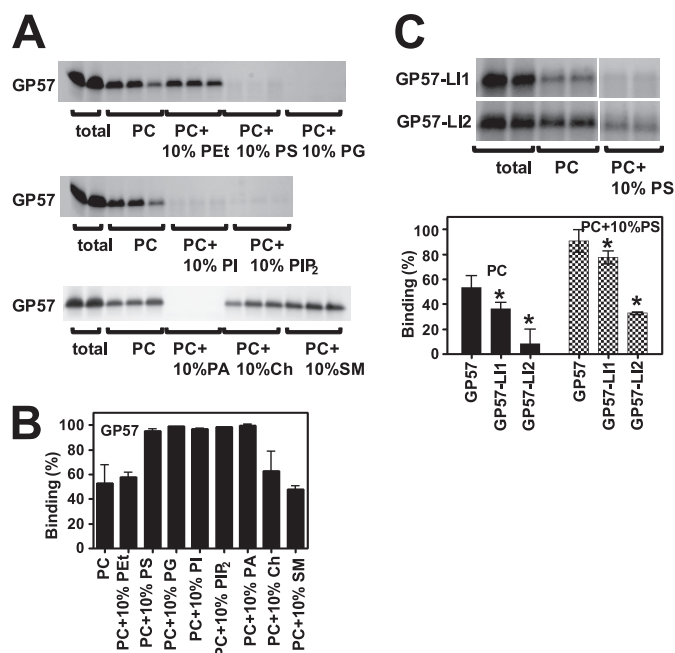 A
GP57
total PC PC+ PC+ PC+
10% PEt 10% PS 10% PG
GP57
total PC PC+ PC+
10% PI 10% PIP₂
GP57
total PC PC+ PC+ PC+
10%PA 10%Ch 10%SM
B
GP57
Binding (%)
100
80
60
40
20
0
PC
PC+10% PEt
PC+10% PS
PC+10% PG
PC+10% PI
PC+10% PIP₂
PC+10% PA
PC+10% Ch
PC+10% SM
C
GP57-LI1
GP57-LI2
total PC PC+
10% PS
Binding (%)
100
80
60
40
20
0
PC
PC+10%PS
* * * *
GP57
GP57-LI1
GP57-LI2
GP57
GP57-LI1
GP57-LI2